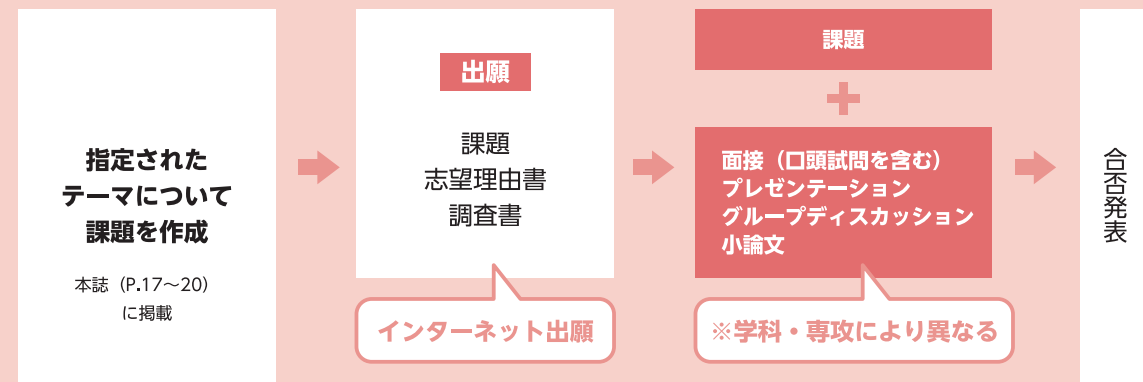 指定された
テーマについて
課題を作成
本誌（P.17〜20）
に掲載
出願
課題
志望理由書
調査書
インターネット出願
課題
面接（口頭試問を含む）
プレゼンテーション
グループディスカッション
小論文
※学科・専攻により異なる
合否発表